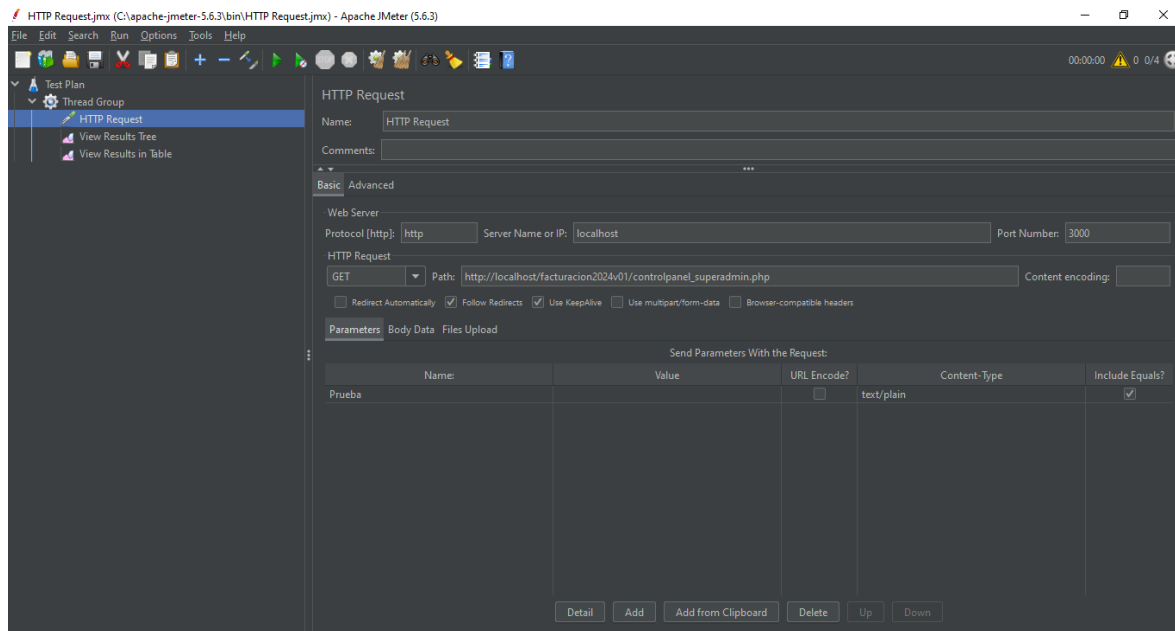 HTTP Request.jmx (C:\apache-jmeter-5.6.3\bin\HTTP Request.jmx) - Apache JMeter (5.6.3)
File Edit Search Run Options Tools Help
00:00:00 0 0/4
Test Plan
Thread Group
HTTP Request
View Results Tree
View Results in Table
HTTP Request
Name: HTTP Request
Comments:
Basic Advanced
Web Server
Protocol [http]: http Server Name or IP: localhost Port Number: 3000
HTTP Request
GET Path: http://localhost/facturacion2024v01/controlpanel_superadmin.php Content encoding:
Redirect Automatically Follow Redirects Use KeepAlive Use multipart/form-data Browser-compatible headers
Parameters Body Data Files Upload
Send Parameters With the Request:
Name: Value URL Encode? Content-Type Include Equals?
Prueba text/plain
Detail Add Add from Clipboard Delete Up Down